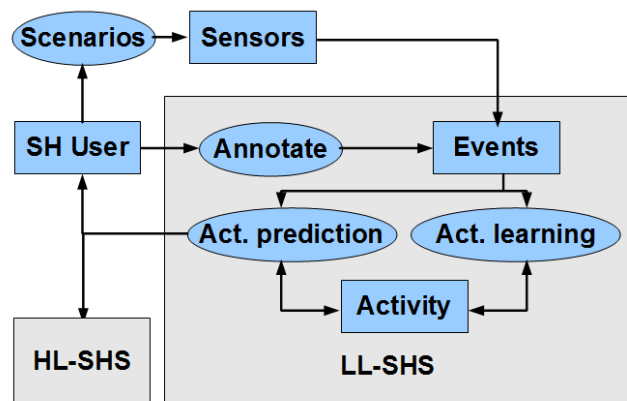 Scenarios
Sensors
SH User
Annotate
Events
Act. prediction
Act. learning
Activity
HL-SHS
LL-SHS